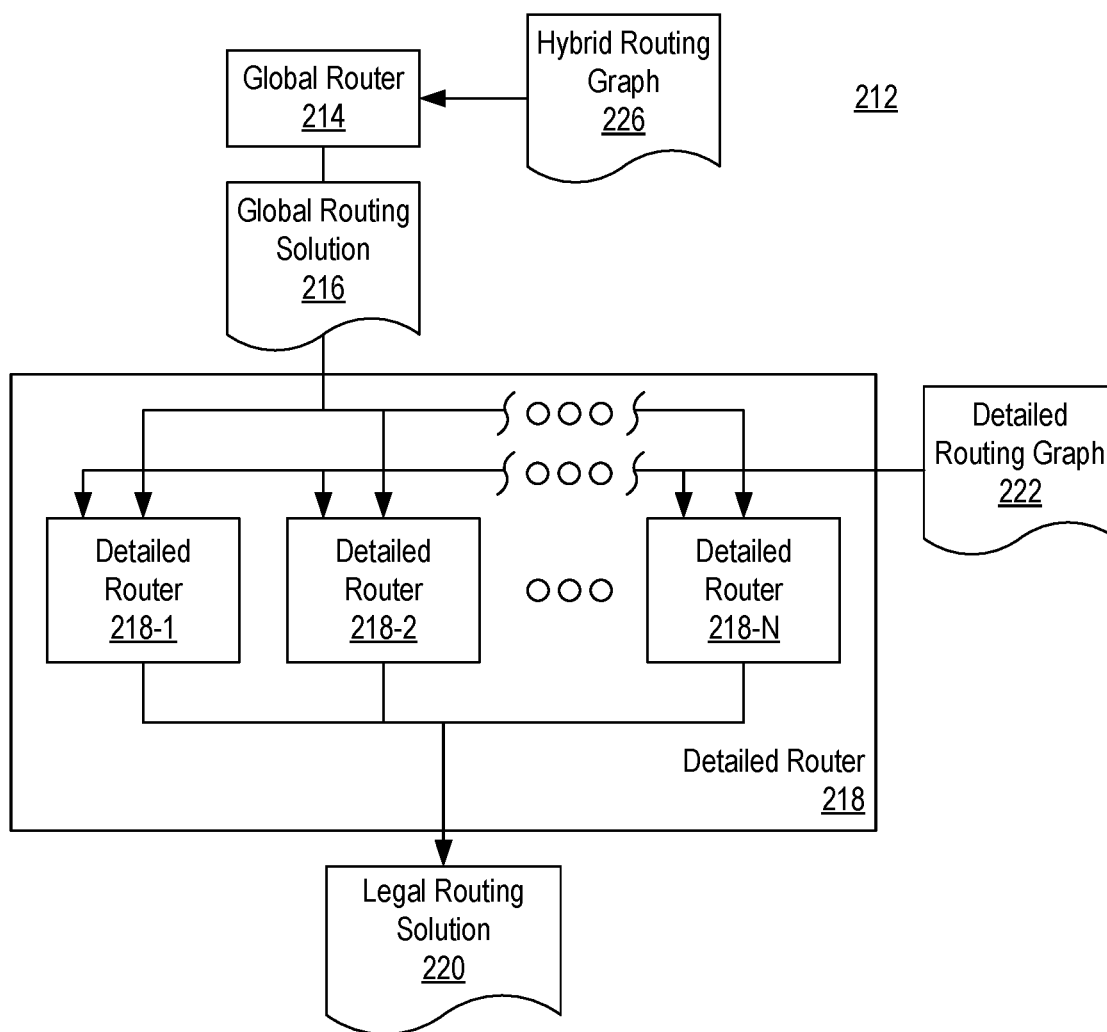 Global Router
214
Hybrid Routing
Graph
226
212
Global Routing
Solution
216
Detailed
Routing Graph
222
Detailed
Router
218-1
Detailed
Router
218-2
Detailed
Router
218-N
Detailed Router
218
Legal Routing
Solution
220